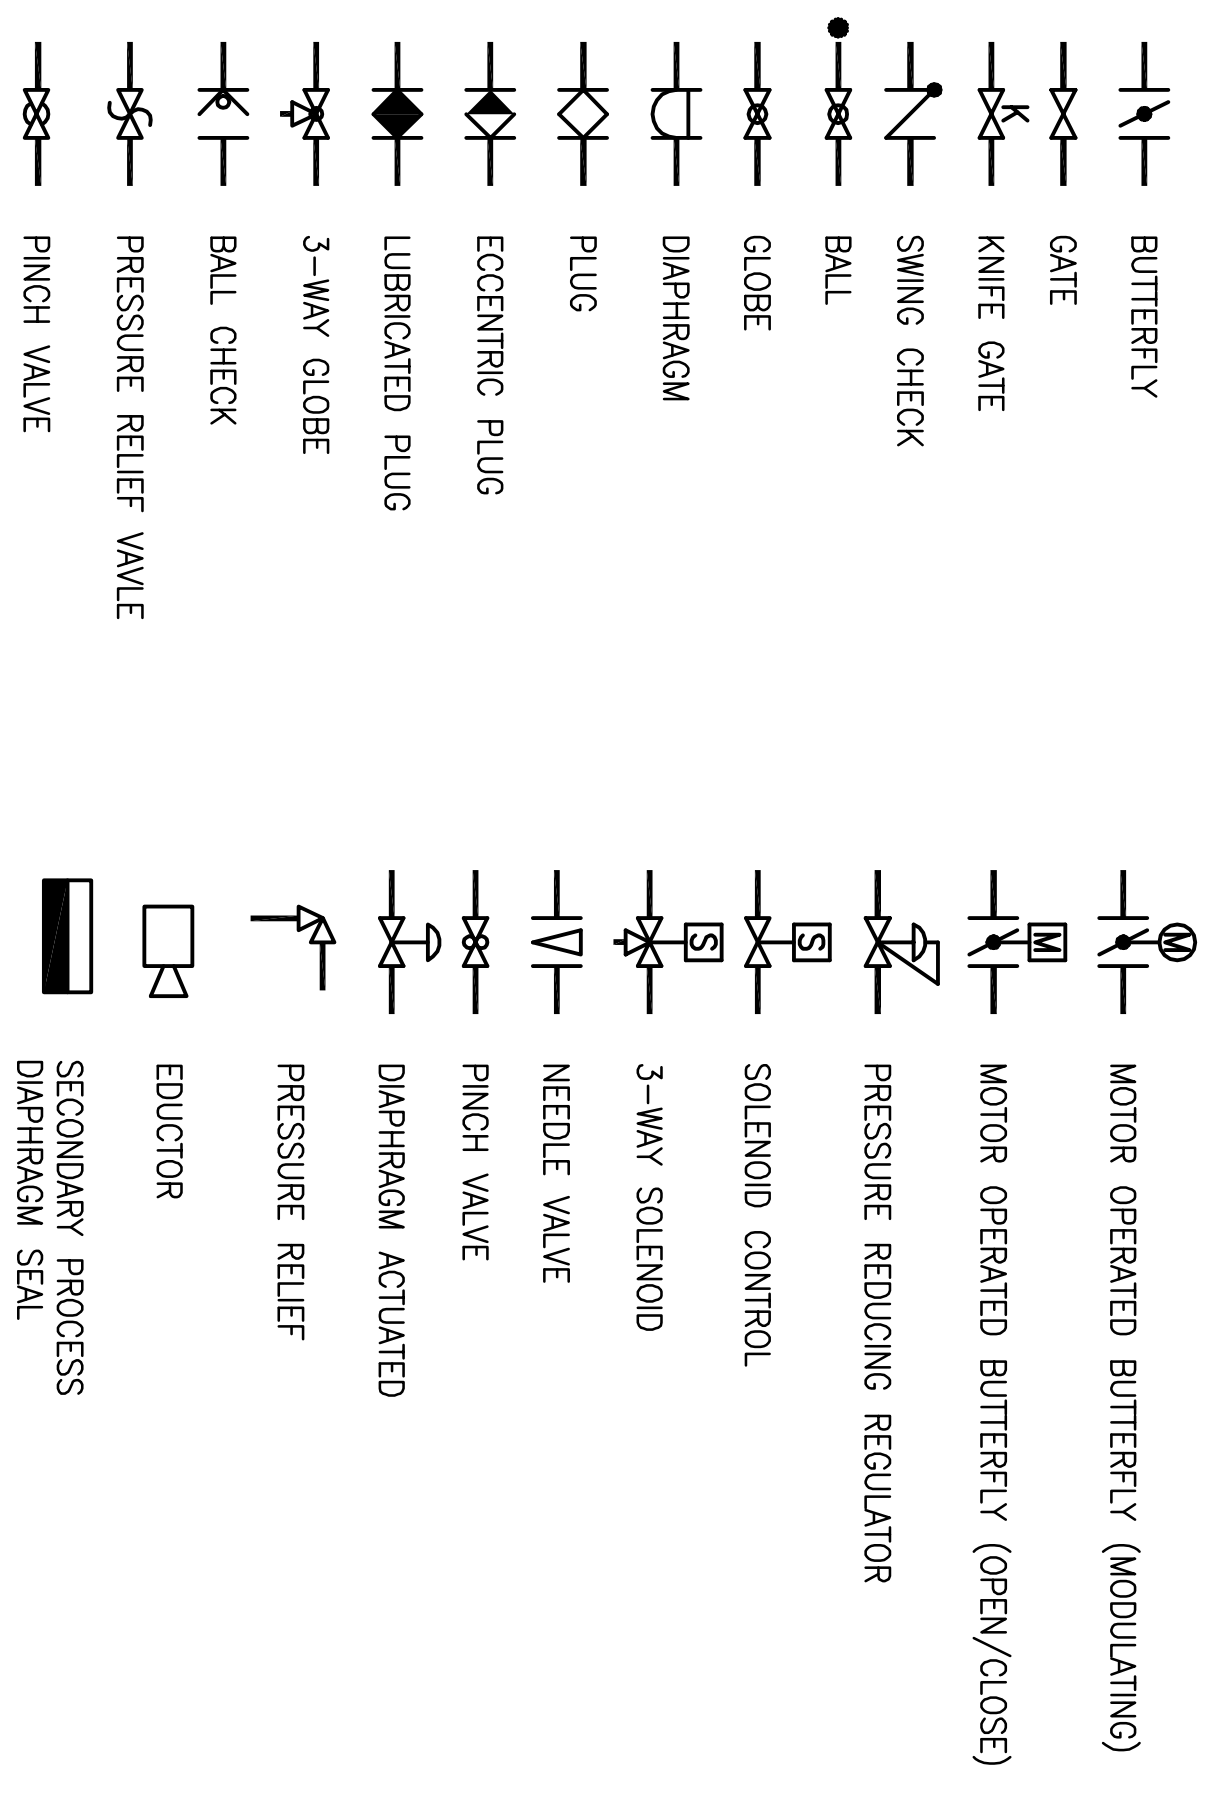 BUTTERFLY
GATE
K
KNIFE GATE
SWING CHECK
BALL
GLOBE
DIAPHRAGM
PLUG
ECCENTRIC PLUG
LUBRICATED PLUG
3-WAY GLOBE
BALL CHECK
PRESSURE RELIEF VAVLE
PINCH VALVE
M
MOTOR OPERATED BUTTERFLY (MODULATING)
M
MOTOR OPERATED BUTTERFLY (OPEN/CLOSE)
PRESSURE REDUCING REGULATOR
S
SOLENOID CONTROL
S
3-WAY SOLENOID
NEEDLE VALVE
PINCH VALVE
DIAPHRAGM ACTUATED
PRESSURE RELIEF
EDUCTOR
SECONDARY PROCESS
DIAPHRAGM SEAL